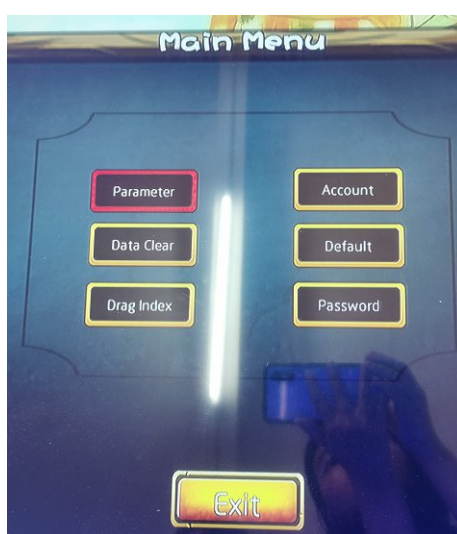 Main Menu
Parameter
Account
Data Clear
Default
Drag Index
Password
Exit